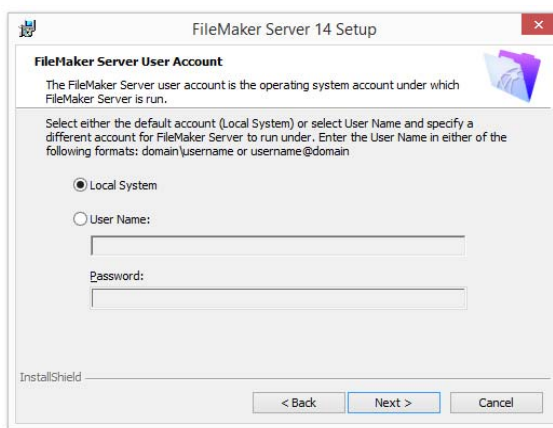 FileMaker Server 14 Setup
FileMaker Server User Account
The FileMaker Server user account is the operating system account under which
FileMaker Server is run.
Select either the default account (Local System) or select User Name and specify a
different account for FileMaker Server to run under. Enter the User Name in either of the
following formats: domain\username or username@domain
Local System
User Name:
Password:
InstallShield
< Back Next > Cancel